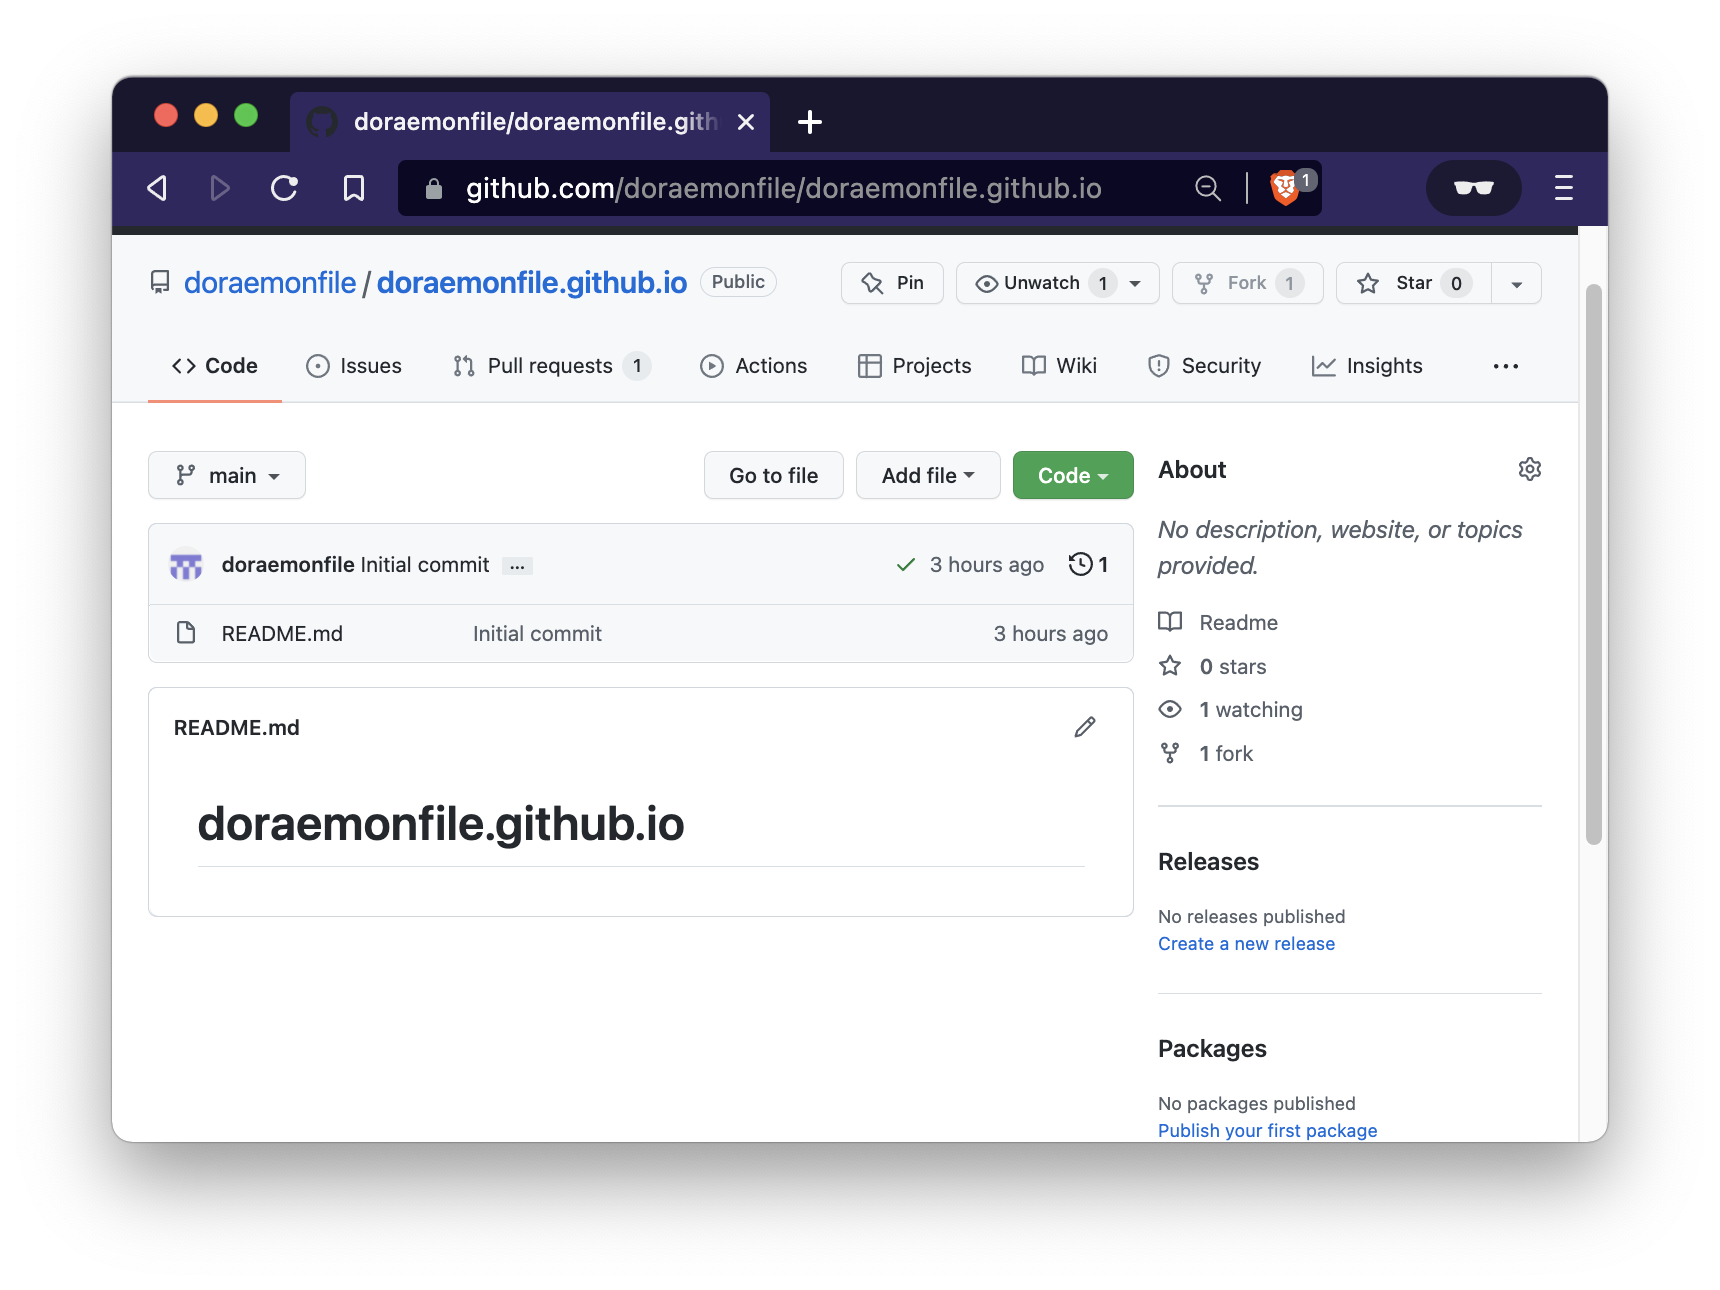 doraemonfile/doraemonfile.gith
github.com/doraemonfile/doraemonfile.github.io
1
doraemonfile / doraemonfile.github.io Public
Pin
Unwatch 1
Fork 1
Star 0
Code
Issues
Pull requests 1
Actions
Projects
Wiki
Security
Insights
main
Go to file
Add file
Code
doraemonfile Initial commit ...
3 hours ago
1
README.md Initial commit 3 hours ago
README.md
doraemonfile.github.io
About
No description, website, or topics
provided.
Readme
0 stars
1 watching
1 fork
Releases
No releases published
Create a new release
Packages
No packages published
Publish your first package